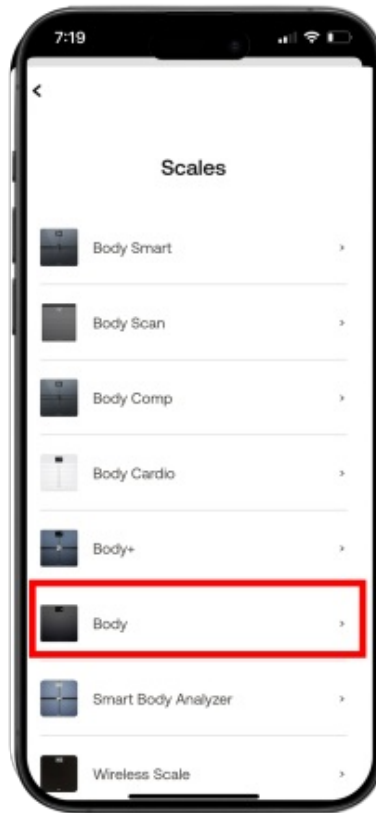 7:19
Scales
Body Smart
Body Scan
Body Comp
Body Cardio
Body+
Body
Smart Body Analyzer
Wireless Scale